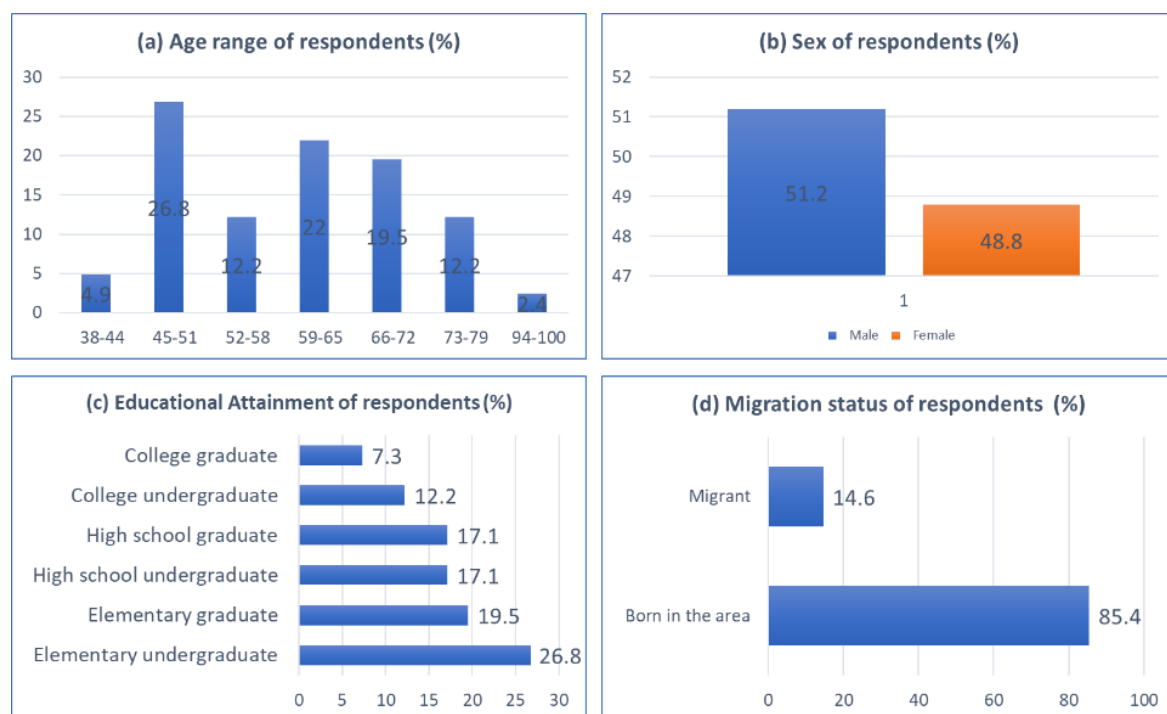 (a) Age range of respondents (%)
30
25
20
15
10
5
0
4.9
26.8
12.2
22
19.5
12.2
2.4
38-44 45-51 52-58 59-65 66-72 73-79 94-100
(b) Sex of respondents (%)
52
51
50
49
48
47
51.2
48.8
1
Male Female
(c) Educational Attainment of respondents (%)
College graduate 7.3
College undergraduate 12.2
High school graduate 17.1
High school undergraduate 17.1
Elementary graduate 19.5
Elementary undergraduate 26.8
0 5 10 15 20 25 30
(d) Migration status of respondents (%)
Migrant 14.6
Born in the area 85.4
0 20 40 60 80 100